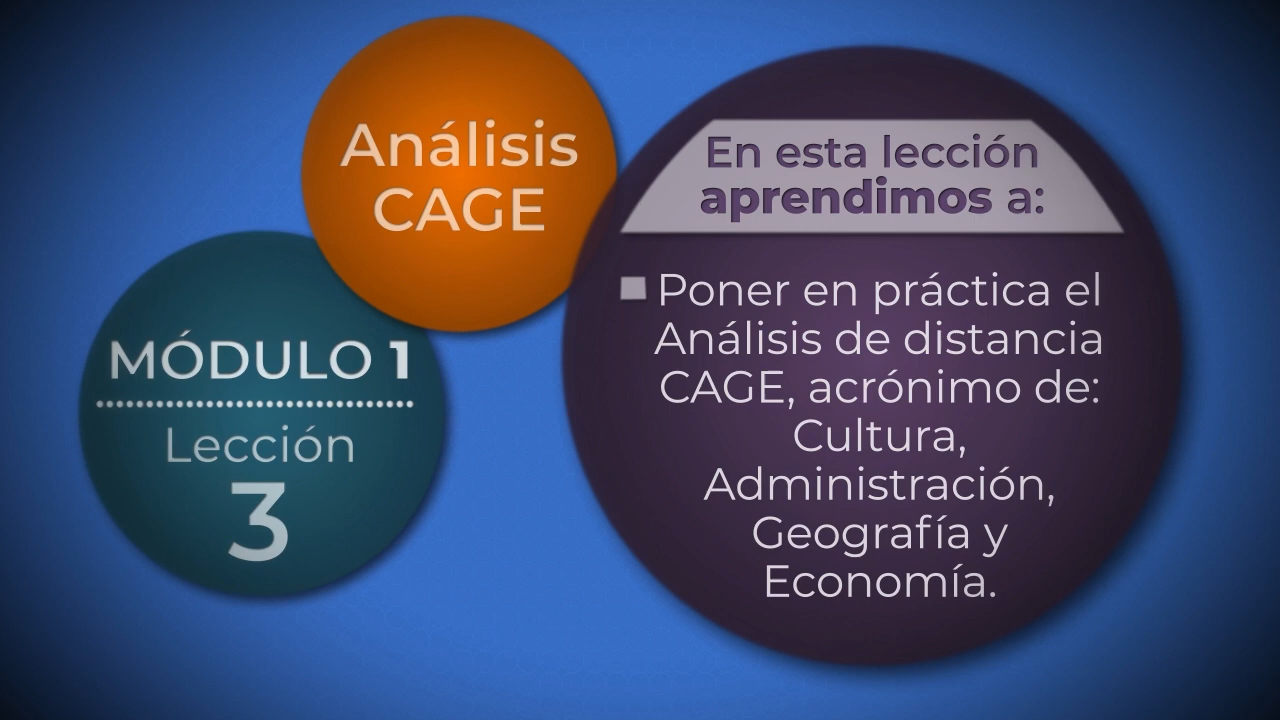 Análisis
CAGE
MÓDULO 1
Lección
3
En esta lección
aprendimos a:
Poner en práctica el
Análisis de distancia
CAGE, acrónimo de:
Cultura,
Administración,
Geografía y
Economía.